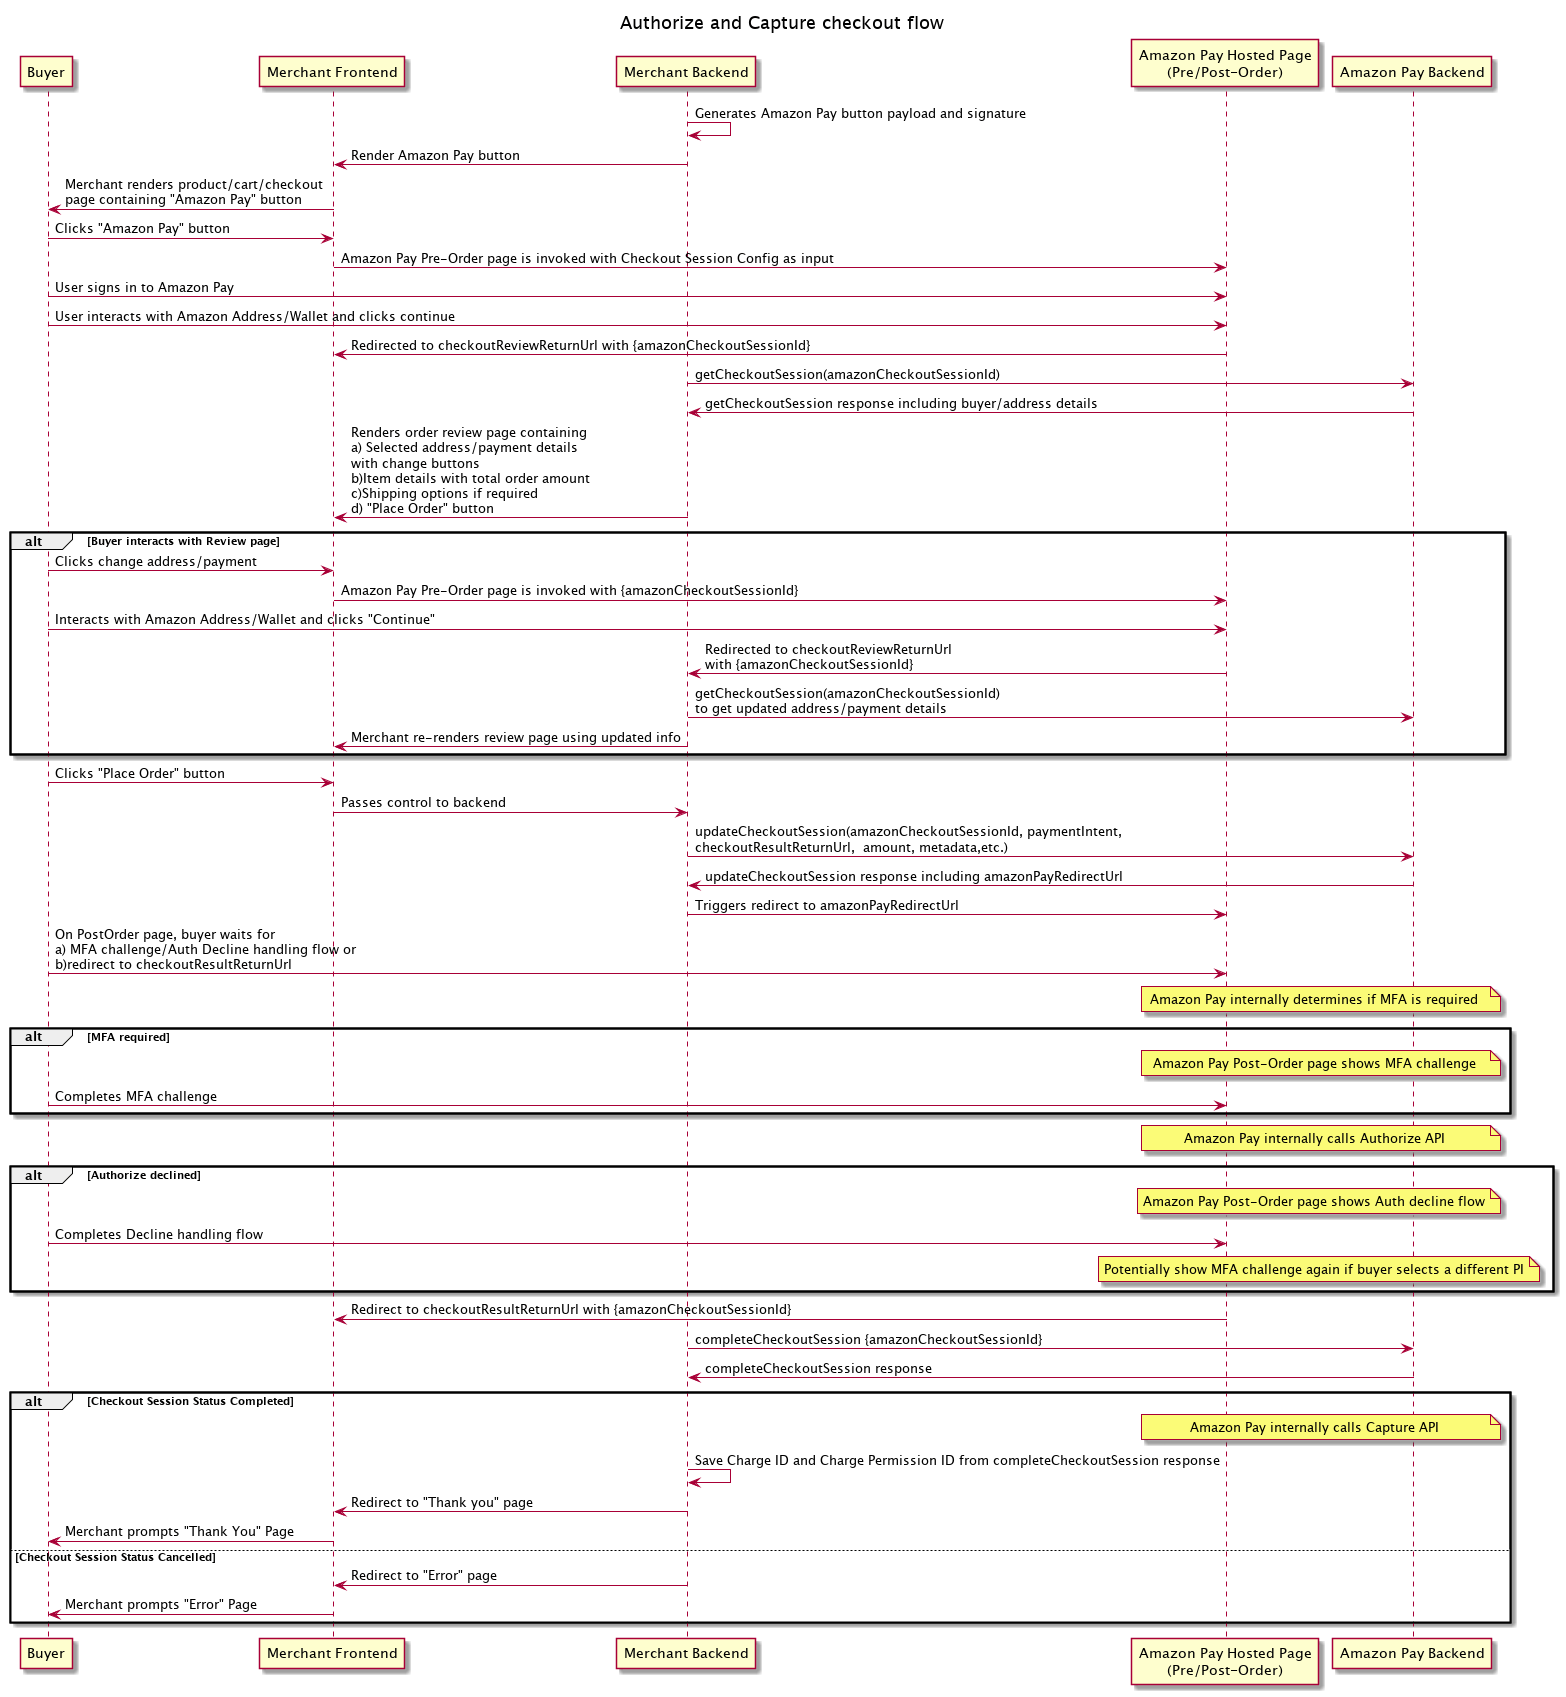 Authorize and Capture checkout flow
Buyer
Merchant Frontend
Merchant Backend
Amazon Pay Hosted Page
(Pre/Post-Order)
Amazon Pay Backend
Generates Amazon Pay button payload and signature
Render Amazon Pay button
Merchant renders product/cart/checkout
page containing "Amazon Pay" button
Clicks "Amazon Pay" button
Amazon Pay Pre-Order page is invoked with Checkout Session Config as input
User signs in to Amazon Pay
User interacts with Amazon Address/Wallet and clicks continue
Redirected to checkoutReviewReturnUrl with {amazonCheckoutSessionId}
getCheckoutSession(amazonCheckoutSessionId)
getCheckoutSession response including buyer/address details
Renders order review page containing
a) Selected address/payment details
with change buttons
b)Item details with total order amount
c)Shipping options if required
d) "Place Order" button
alt [Buyer interacts with Review page]
Clicks change address/payment
Amazon Pay Pre-Order page is invoked with {amazonCheckoutSessionId}
Interacts with Amazon Address/Wallet and clicks "Continue"
Redirected to checkoutReviewReturnUrl
with {amazonCheckoutSessionId}
getCheckoutSession(amazonCheckoutSessionId)
to get updated address/payment details
Merchant re-renders review page using updated info
Clicks "Place Order" button
Passes control to backend
updateCheckoutSession(amazonCheckoutSessionId, paymentIntent,
checkoutResultReturnUrl,  amount, metadata,etc.)
updateCheckoutSession response including amazonPayRedirectUrl
Triggers redirect to amazonPayRedirectUrl
On PostOrder page, buyer waits for
a) MFA challenge/Auth Decline handling flow or
b)redirect to checkoutResultReturnUrl
Amazon Pay internally determines if MFA is required
alt [MFA required]
Amazon Pay Post-Order page shows MFA challenge
Completes MFA challenge
Amazon Pay internally calls Authorize API
alt [Authorize declined]
Amazon Pay Post-Order page shows Auth decline flow
Completes Decline handling flow
Potentially show MFA challenge again if buyer selects a different PI
Redirect to checkoutResultReturnUrl with {amazonCheckoutSessionId}
completeCheckoutSession {amazonCheckoutSessionId}
completeCheckoutSession response
alt [Checkout Session Status Completed]
Amazon Pay internally calls Capture API
Save Charge ID and Charge Permission ID from completeCheckoutSession response
Redirect to "Thank you" page
Merchant prompts "Thank You" Page
[Checkout Session Status Cancelled]
Redirect to "Error" page
Merchant prompts "Error" Page
Buyer
Merchant Frontend
Merchant Backend
Amazon Pay Hosted Page
(Pre/Post-Order)
Amazon Pay Backend